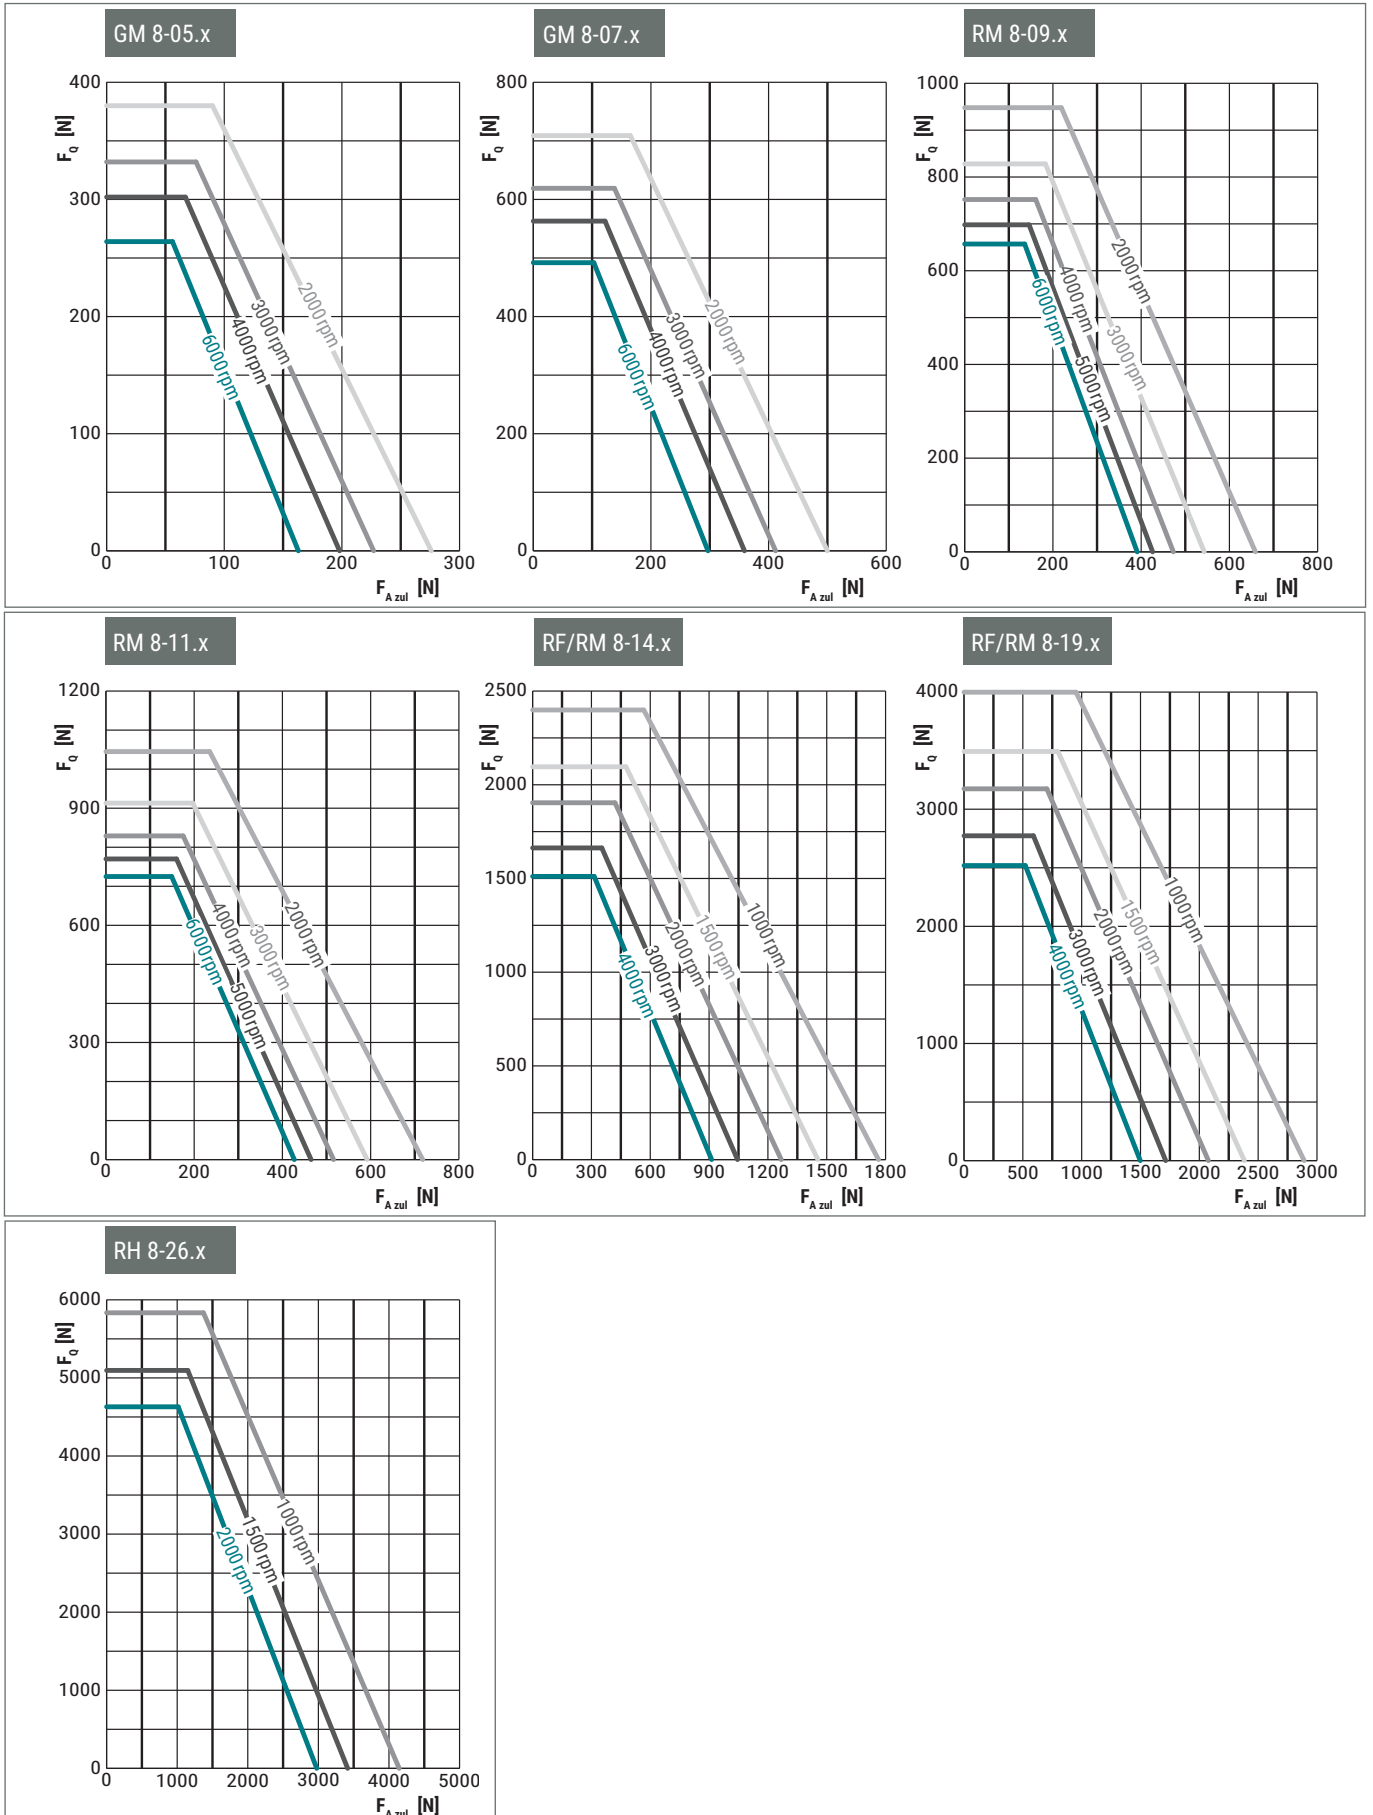 GM 8-05.x
GM 8-07.x
RM 8-09.x
F_Q [N]
400
300
200
100
0
0 100 200 300
F_A zul [N]
2000 rpm
3000 rpm
4000 rpm
6000 rpm
F_Q [N]
800
600
400
200
0
0 200 400 600
F_A zul [N]
2000 rpm
3000 rpm
4000 rpm
6000 rpm
F_Q [N]
1000
800
600
400
200
0
0 200 400 600 800
F_A zul [N]
2000 rpm
3000 rpm
4000 rpm
5000 rpm
6000 rpm
RM 8-11.x
RF/RM 8-14.x
RF/RM 8-19.x
F_Q [N]
1200
900
600
300
0
0 200 400 600 800
F_A zul [N]
2000 rpm
3000 rpm
4000 rpm
5000 rpm
6000 rpm
F_Q [N]
2500
2000
1500
1000
500
0
0 300 600 900 1200 1500 1800
F_A zul [N]
1000 rpm
1500 rpm
2000 rpm
3000 rpm
4000 rpm
F_Q [N]
4000
3000
2000
1000
0
0 500 1000 1500 2000 2500 3000
F_A zul [N]
1000 rpm
1500 rpm
2000 rpm
3000 rpm
4000 rpm
RH 8-26.x
F_Q [N]
6000
5000
4000
3000
2000
1000
0
0 1000 2000 3000 4000 5000
F_A zul [N]
1000 rpm
1500 rpm
2000 rpm